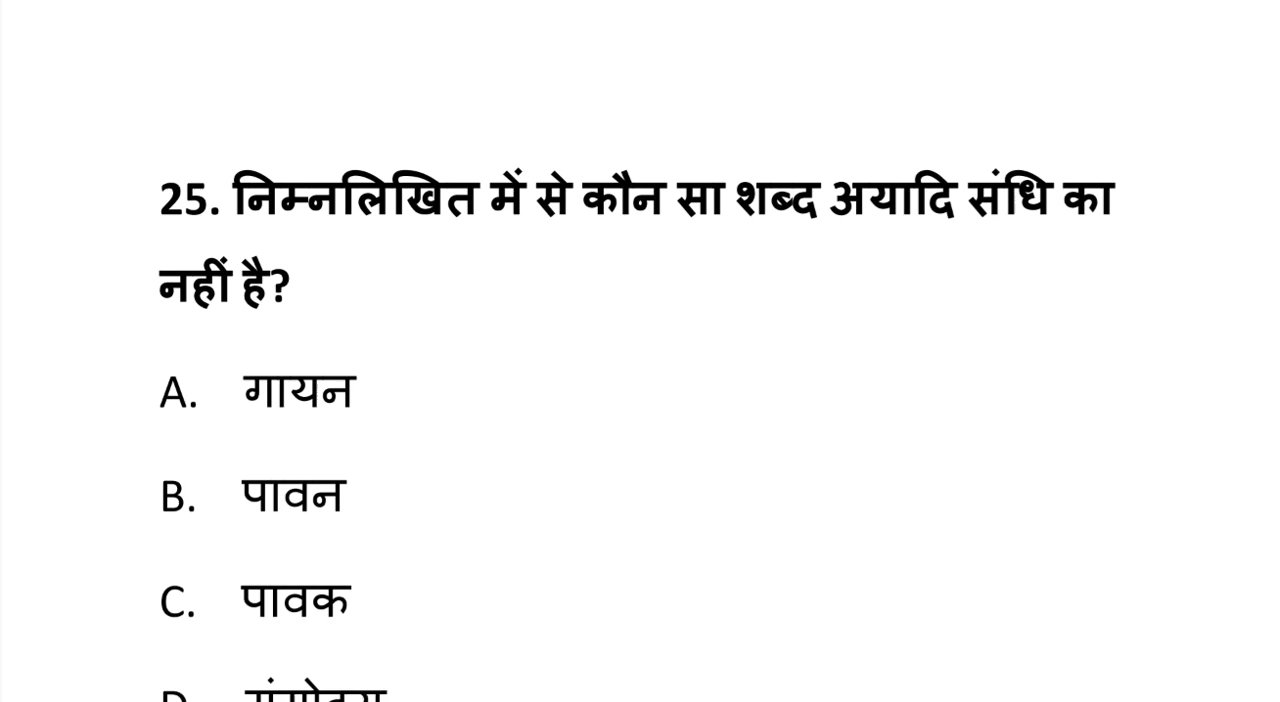 25. निम्नलिखित में से कौन सा शब्द अयादि संधि का
नहीं है?
A. गायन
B. पावन
C. पावक
D.